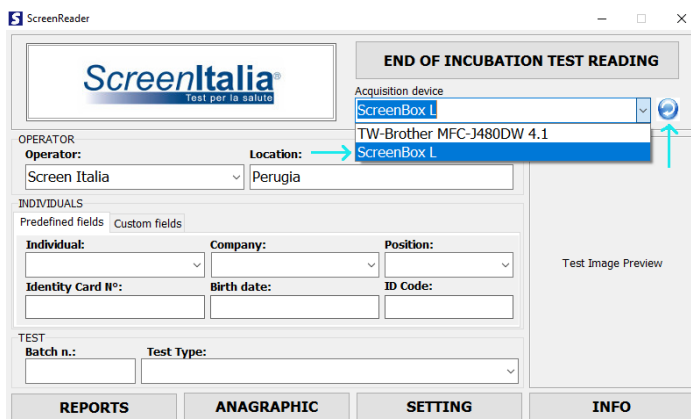 S ScreenReader
ScreenItalia®
Test per la salute
END OF INCUBATION TEST READING
Acquisition device
ScreenBox L
TW-Brother MFC-J480DW 4.1
ScreenBox L
OPERATOR
Operator: Location:
Screen Italia Perugia
INDIVIDUALS
Predefined fields Custom fields
Individual: Company: Position:
Identity Card N°: Birth date: ID Code:
Test Image Preview
TEST
Batch n.: Test Type:
REPORTS ANAGRAPHIC SETTING INFO